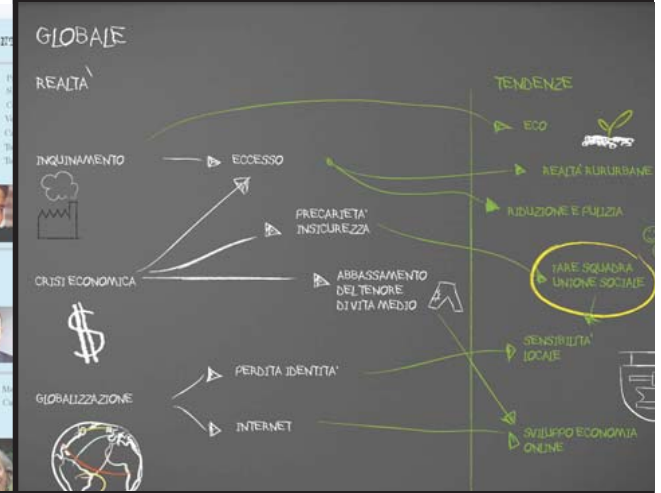 GLOBALE
REALTA'
TENDENZE
ECO
INQUINAMENTO
ECCESSO
REALTA' RURURBANE
RIDUZIONE E PULIZIA
PRECARIETA'
INSICUREZZA
CRISI ECONOMICA
ABBASSAMENTO
DEL TENORE
DI VITA MEDIO
FARE SQUADRA
UNIONE SOCIALE
$
SENSIBILITA'
LOCALE
PERDITA IDENTITA'
GLOBALIZZAZIONE
INTERNET
SVILUPPO ECONOMIA
ONLINE